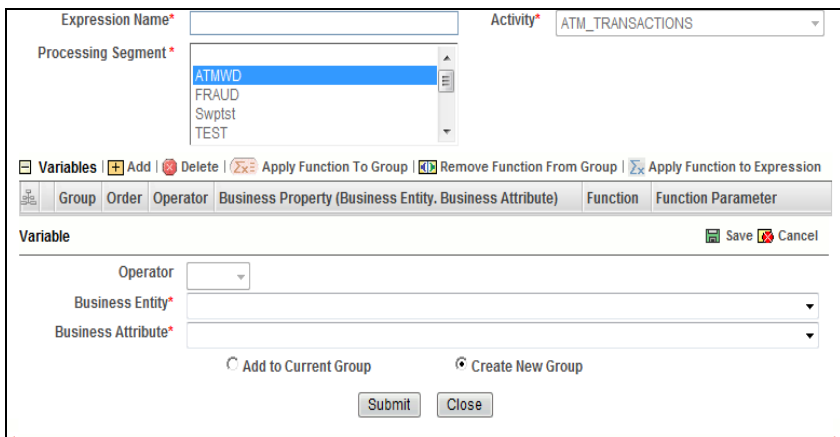 Expression Name* Activity* ATM_TRANSACTIONS
Processing Segment *
ATMWD
FRAUD
Swptst
TEST
Variables | Add | Delete | Apply Function To Group | Remove Function From Group | Apply Function to Expression
Group Order Operator Business Property (Business Entity. Business Attribute) Function Function Parameter
Variable Save Cancel
Operator
Business Entity*
Business Attribute*
Add to Current Group Create New Group
Submit Close